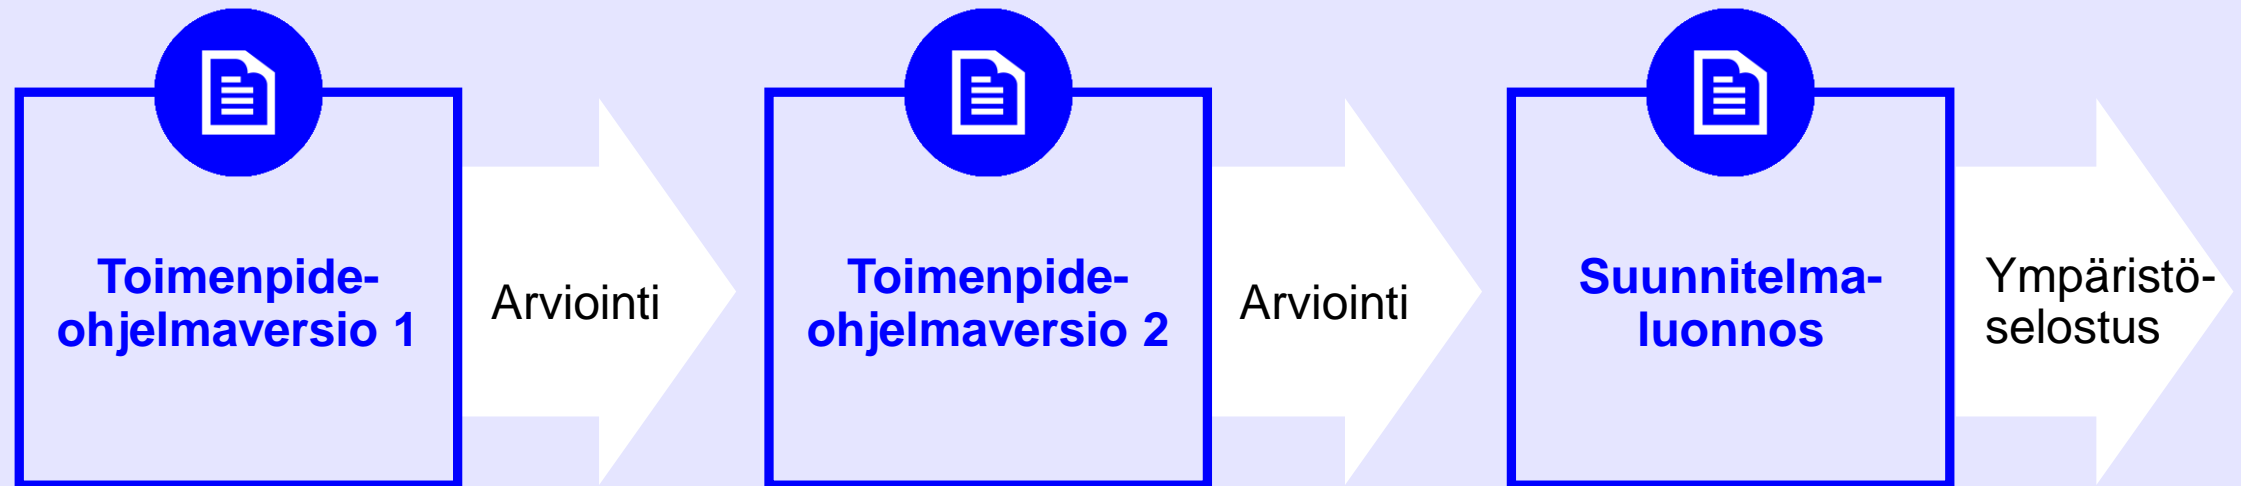 Toimenpide-
ohjelmaversio 1
Arviointi
Toimenpide-
ohjelmaversio 2
Arviointi
Suunnitelma-
luonnos
Ympäristö-
selostus